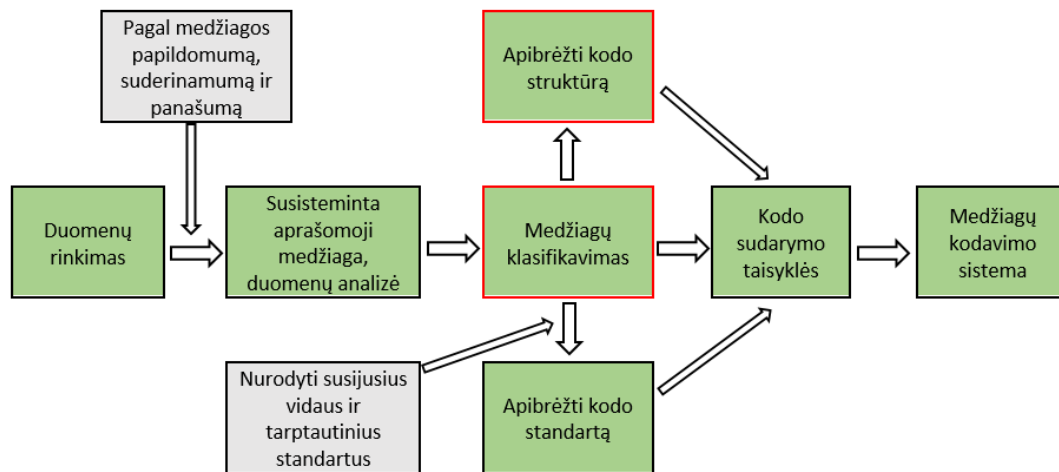 Pagal medžiagos
papildomumą,
suderinamumą ir
panašumą
Apibrėžti kodo
struktūrą
Duomenų
rinkimas
Susisteminta
aprašomoji
medžiaga,
duomenų analizė
Medžiagų
klasifikavimas
Kodo
sudarymo
taisyklės
Medžiagų
kodavimo
sistema
Nurodyti susijusius
vidaus ir
tarptautinius
standartus
Apibrėžti kodo
standartą